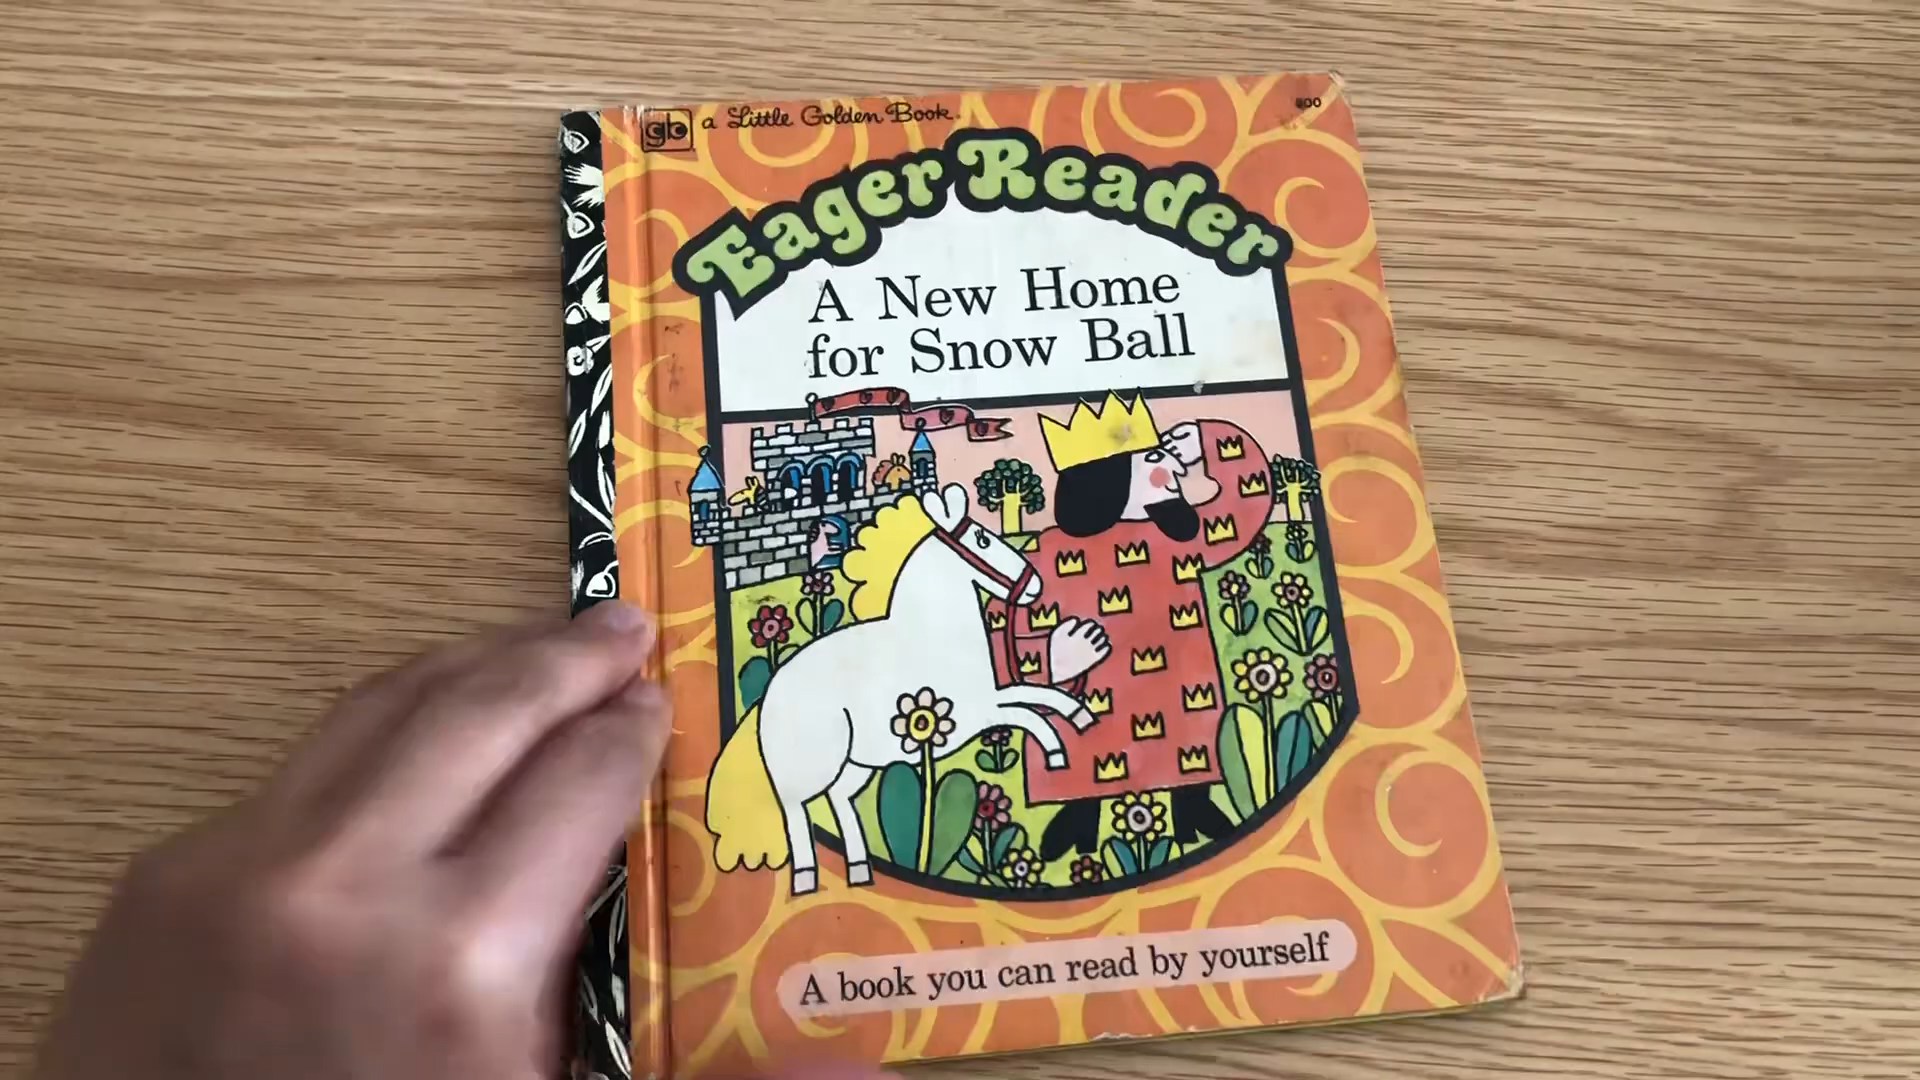 gb a Little Golden Book
Eager Reader
A New Home
for Snow Ball
A book you can read by yourself